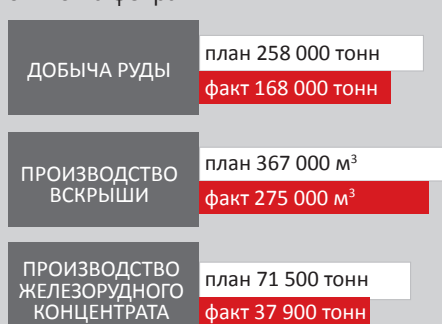 ДОБЫЧА РУДЫ
план 258 000 тонн
факт 168 000 тонн
ПРОИЗВОДСТВО
ВСКРЫШИ
план 367 000 м³
факт 275 000 м³
ПРОИЗВОДСТВО
ЖЕЛЕЗОРУДНОГО
КОНЦЕНТРАТА
план 71 500 тонн
факт 37 900 тонн